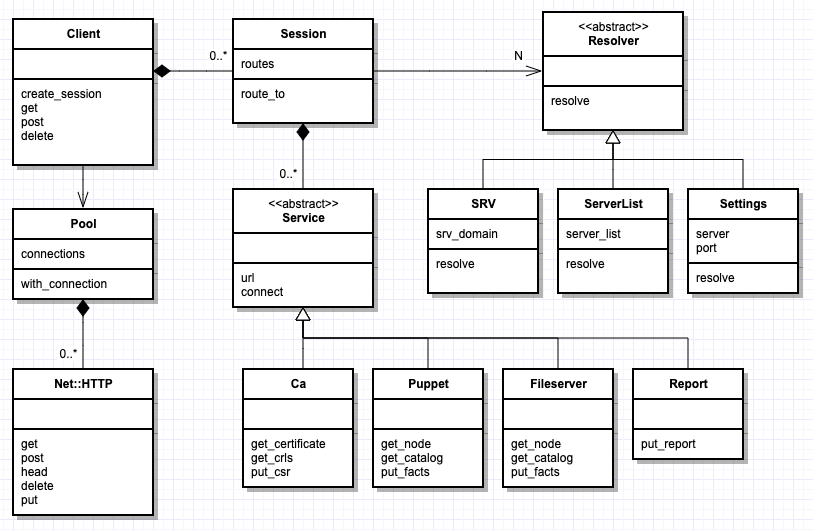 Client
create_session
get
post
delete
0..*
Session
routes
route_to
N
<<abstract>>
Resolver
resolve
Pool
connections
with_connection
0..*
<<abstract>>
Service
url
connect
SRV
srv_domain
resolve
ServerList
server_list
resolve
Settings
server
port
resolve
0..*
Net::HTTP
get
post
head
delete
put
Ca
get_certificate
get_crls
put_csr
Puppet
get_node
get_catalog
put_facts
Fileserver
get_node
get_catalog
put_facts
Report
put_report